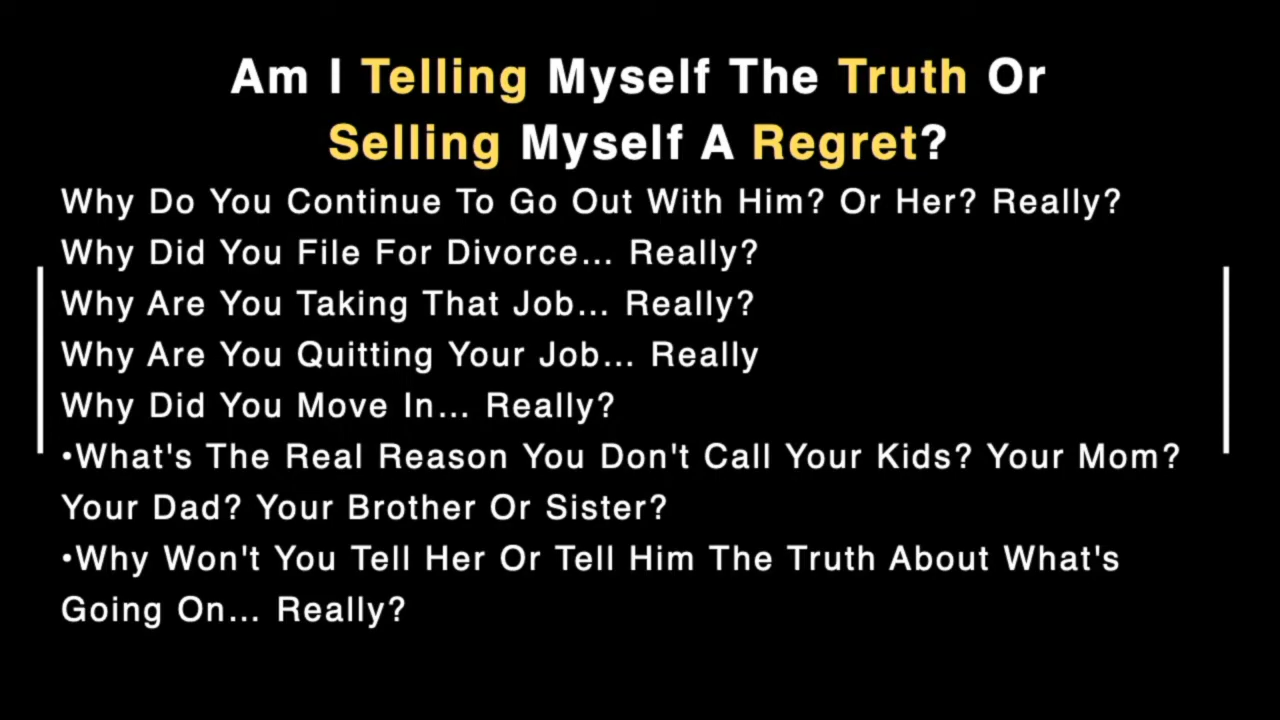 Am I Telling Myself The Truth Or
Selling Myself A Regret?
Why Do You Continue To Go Out With Him? Or Her? Really?
Why Did You File For Divorce... Really?
Why Are You Taking That Job... Really?
Why Are You Quitting Your Job... Really
Why Did You Move In... Really?
•What's The Real Reason You Don't Call Your Kids? Your Mom?
Your Dad? Your Brother Or Sister?
•Why Won't You Tell Her Or Tell Him The Truth About What's
Going On... Really?